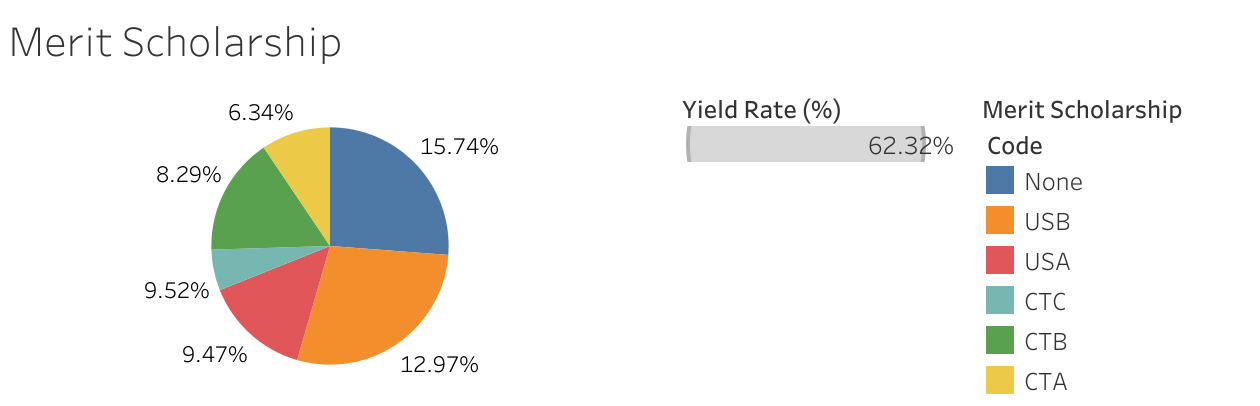 Merit Scholarship
6.34%
15.74%
8.29%
9.52%
9.47%
12.97%
Yield Rate (%)
62.32%
Merit Scholarship
Code
None
USB
USA
CTC
CTB
CTA